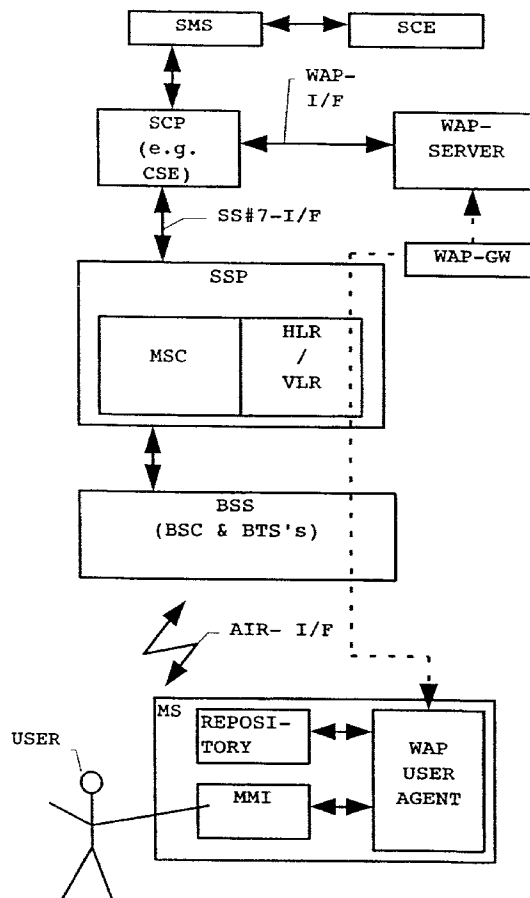 SMS
SCE
WAP-
I/F
SCP
(e.g.
CSE)
WAP-
SERVER
SS#7-I/F
WAP-GW
SSP
MSC
HLR
/
VLR
BSS
(BSC & BTS's)
AIR- I/F
MS
REPOSI-
TORY
WAP
USER
AGENT
USER
MMI